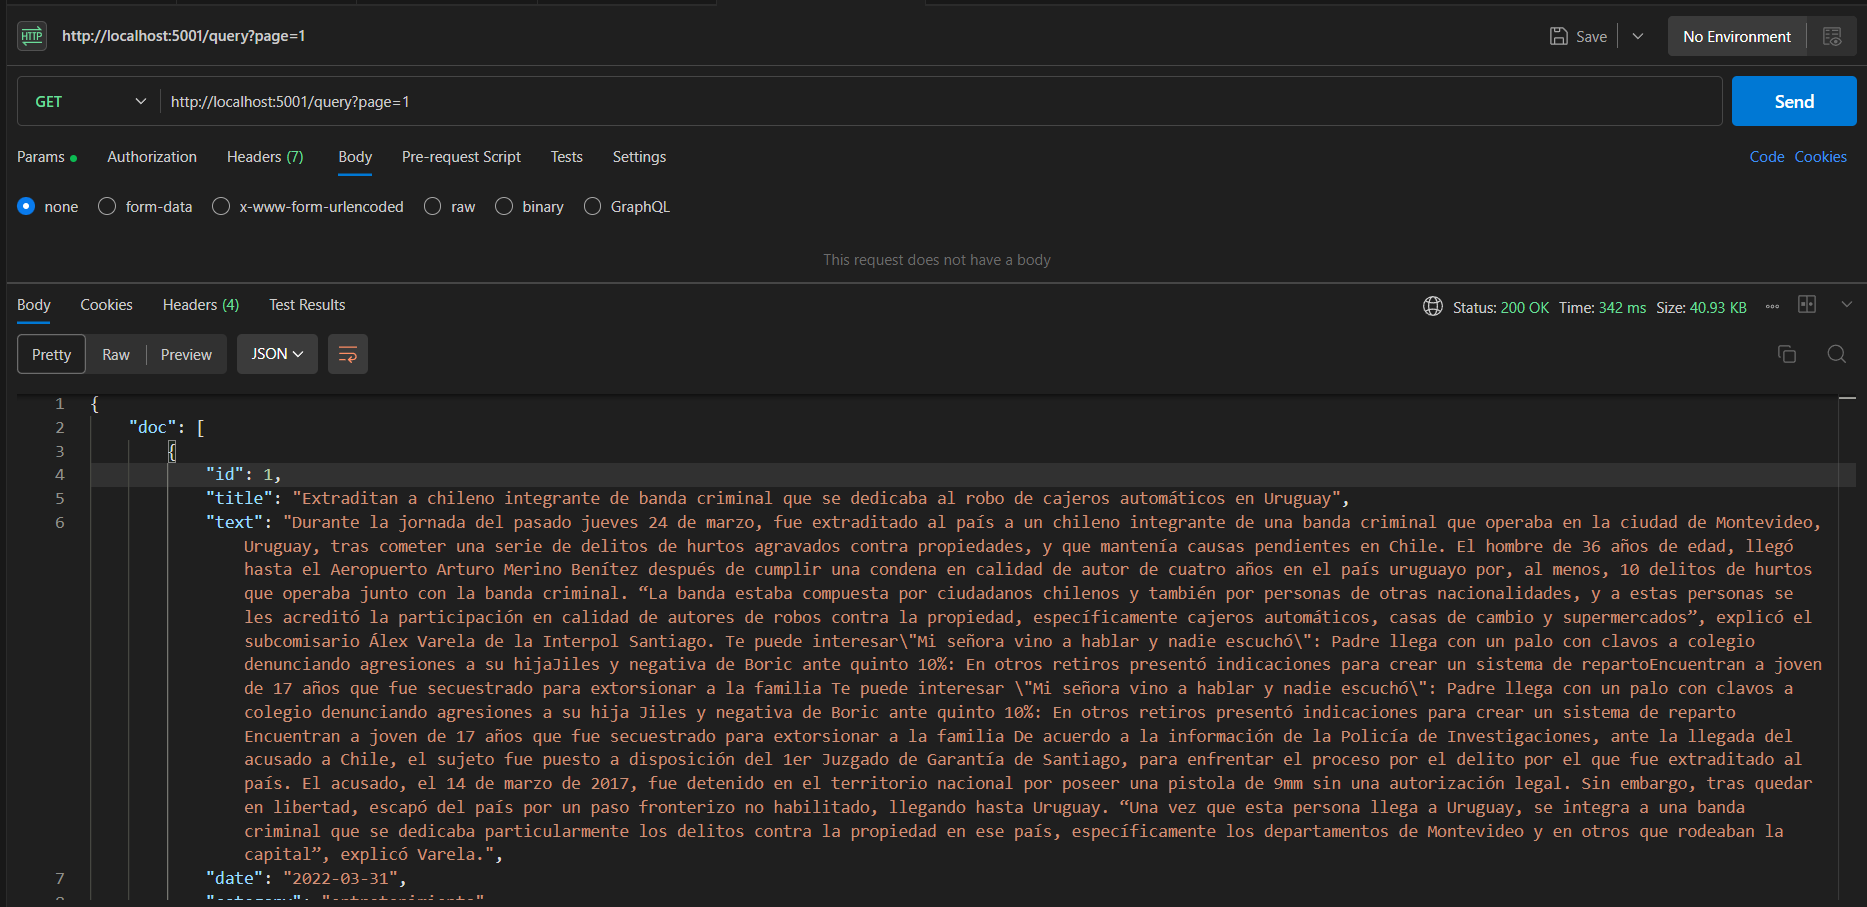 HTTP http://localhost:5001/query?page=1 Save No Environment
GET http://localhost:5001/query?page=1 Send
Params Authorization Headers (7) Body Pre-request Script Tests Settings Code Cookies
none form-data x-www-form-urlencoded raw binary GraphQL
This request does not have a body
Body Cookies Headers (4) Test Results Status: 200 OK Time: 342 ms Size: 40.93 KB
Pretty Raw Preview JSON
1 {
2 "doc": [
3 {
4 "id": 1,
5 "title": "Extraditan a chileno integrante de banda criminal que se dedicaba al robo de cajeros automáticos en Uruguay",
6 "text": "Durante la jornada del pasado jueves 24 de marzo, fue extraditado al país a un chileno integrante de una banda criminal que operaba en la ciudad de Montevideo,
Uruguay, tras cometer una serie de delitos de hurtos agravados contra propiedades, y que mantenía causas pendientes en Chile. El hombre de 36 años de edad, llegó
hasta el Aeropuerto Arturo Merino Benítez después de cumplir una condena en calidad de autor de cuatro años en el país uruguayo por, al menos, 10 delitos de hurtos
que operaba junto con la banda criminal. “La banda estaba compuesta por ciudadanos chilenos y también por personas de otras nacionalidades, y a estas personas se
les acreditó la participación en calidad de autores de robos contra la propiedad, específicamente cajeros automáticos, casas de cambio y supermercados”, explicó el
subcomisario Álex Varela de la Interpol Santiago. Te puede interesar\"Mi señora vino a hablar y nadie escuchó\": Padre llega con un palo con clavos a colegio
denunciando agresiones a su hijaJiles y negativa de Boric ante quinto 10%: En otros retiros presentó indicaciones para crear un sistema de repartoEncuentran a joven
de 17 años que fue secuestrado para extorsionar a la familia Te puede interesar \"Mi señora vino a hablar y nadie escuchó\": Padre llega con un palo con clavos a
colegio denunciando agresiones a su hija Jiles y negativa de Boric ante quinto 10%: En otros retiros presentó indicaciones para crear un sistema de reparto
Encuentran a joven de 17 años que fue secuestrado para extorsionar a la familia De acuerdo a la información de la Policía de Investigaciones, ante la llegada del
acusado a Chile, el sujeto fue puesto a disposición del 1er Juzgado de Garantía de Santiago, para enfrentar el proceso por el delito por el que fue extraditado al
país. El acusado, el 14 de marzo de 2017, fue detenido en el territorio nacional por poseer una pistola de 9mm sin una autorización legal. Sin embargo, tras quedar
en libertad, escapó del país por un paso fronterizo no habilitado, llegando hasta Uruguay. “Una vez que esta persona llega a Uruguay, se integra a una banda
criminal que se dedicaba particularmente los delitos contra la propiedad en ese país, específicamente los departamentos de Montevideo y en otros que rodeaban la
capital”, explicó Varela.",
7 "date": "2022-03-31",